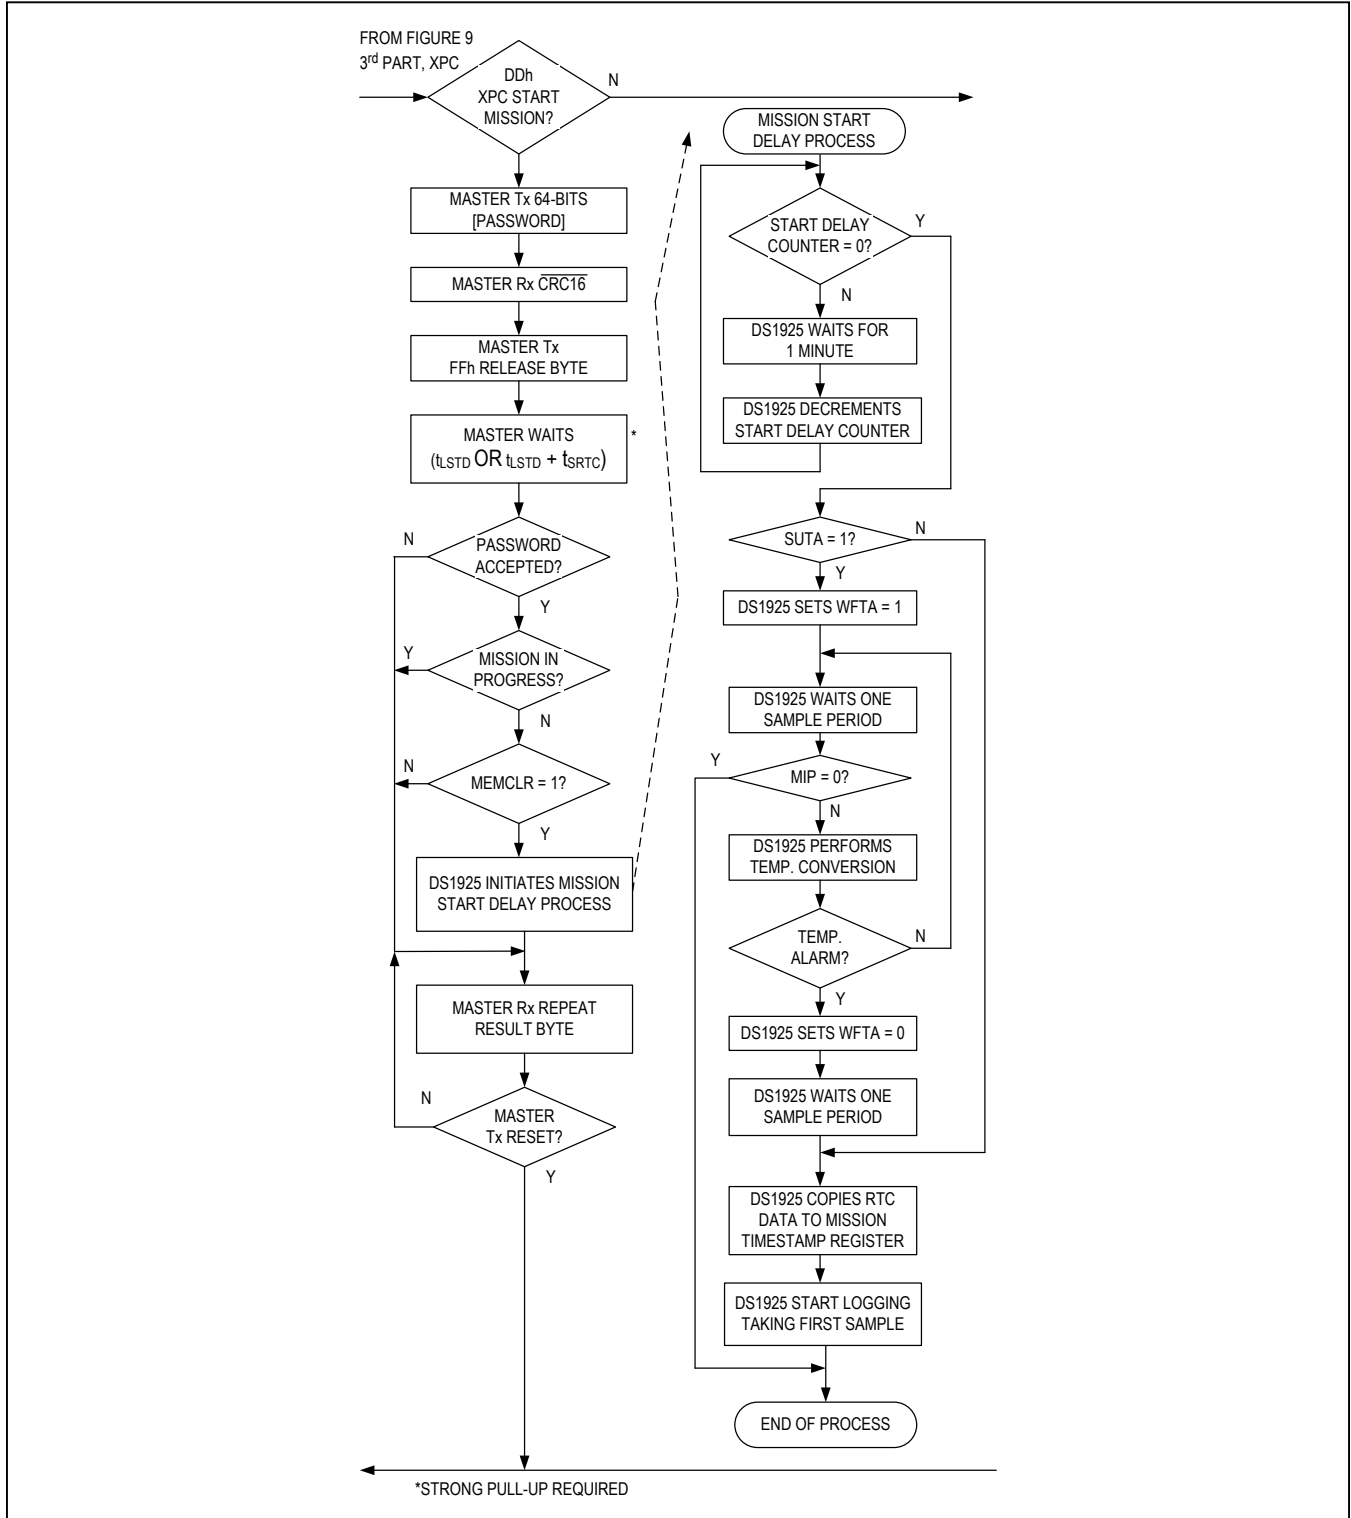 FROM FIGURE 9
3rd PART, XPC
DDh
XPC START
MISSION?
N
MASTER Tx 64-BITS
[PASSWORD]
MASTER Rx CRC16
MASTER Tx
FFh RELEASE BYTE
MASTER WAITS
(tLSTD OR tLSTD + tSRTC)
*
PASSWORD
ACCEPTED?
N
Y
MISSION IN
PROGRESS?
Y
N
MEMCLR = 1?
N
Y
DS1925 INITIATES MISSION
START DELAY PROCESS
MASTER Rx REPEAT
RESULT BYTE
MASTER
Tx RESET?
N
Y
MISSION START
DELAY PROCESS
START DELAY
COUNTER = 0?
Y
N
DS1925 WAITS FOR
1 MINUTE
DS1925 DECREMENTS
START DELAY COUNTER
SUTA = 1?
N
Y
DS1925 SETS WFTA = 1
DS1925 WAITS ONE
SAMPLE PERIOD
MIP = 0?
Y
N
DS1925 PERFORMS
TEMP. CONVERSION
TEMP.
ALARM?
N
Y
DS1925 SETS WFTA = 0
DS1925 WAITS ONE
SAMPLE PERIOD
DS1925 COPIES RTC
DATA TO MISSION
TIMESTAMP REGISTER
DS1925 START LOGGING
TAKING FIRST SAMPLE
END OF PROCESS
*STRONG PULL-UP REQUIRED